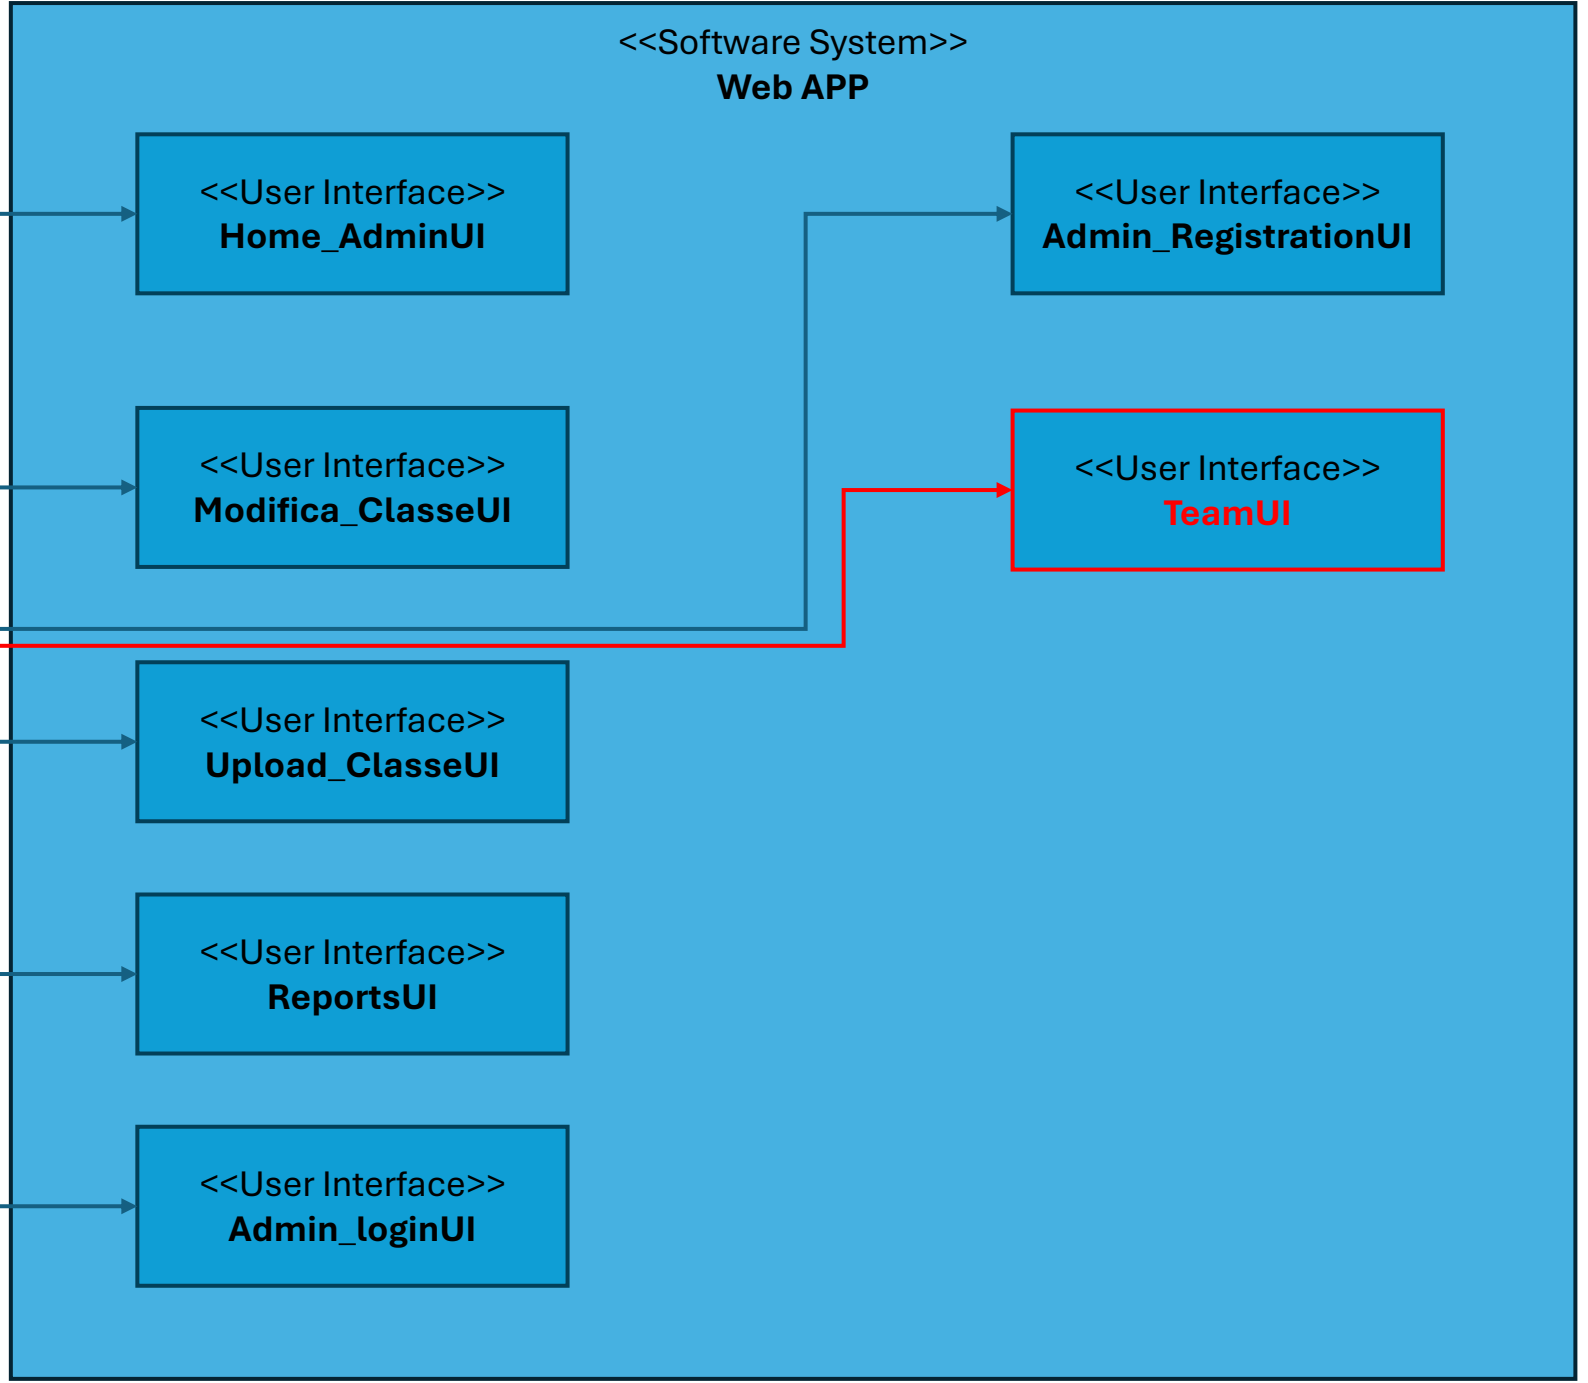 <<Software System>>
Web APP
<<User Interface>>
Home_AdminUI
<<User Interface>>
Admin_RegistrationUI
<<User Interface>>
Modifica_ClasseUI
<<User Interface>>
TeamUI
<<User Interface>>
Upload_ClasseUI
<<User Interface>>
ReportsUI
<<User Interface>>
Admin_loginUI